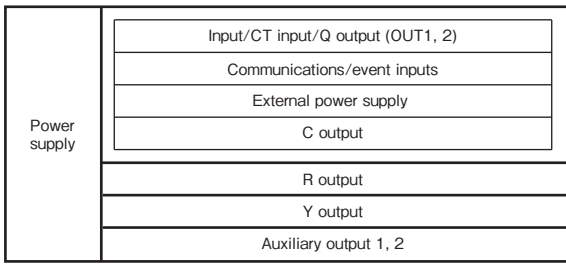 Power
supply
Input/CT input/Q output (OUT1, 2)
Communications/event inputs
External power supply
C output
R output
Y output
Auxiliary output 1, 2